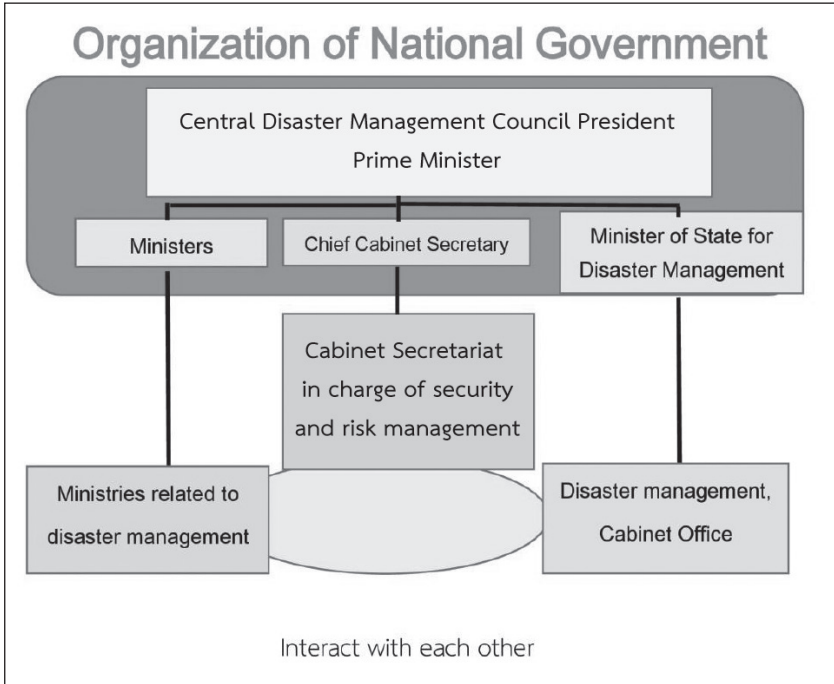 Organization of National Government
Central Disaster Management Council President
Prime Minister
Ministers
Chief Cabinet Secretary
Minister of State for
Disaster Management
Cabinet Secretariat
in charge of security
and risk management
Ministries related to
disaster management
Disaster management,
Cabinet Office
Interact with each other